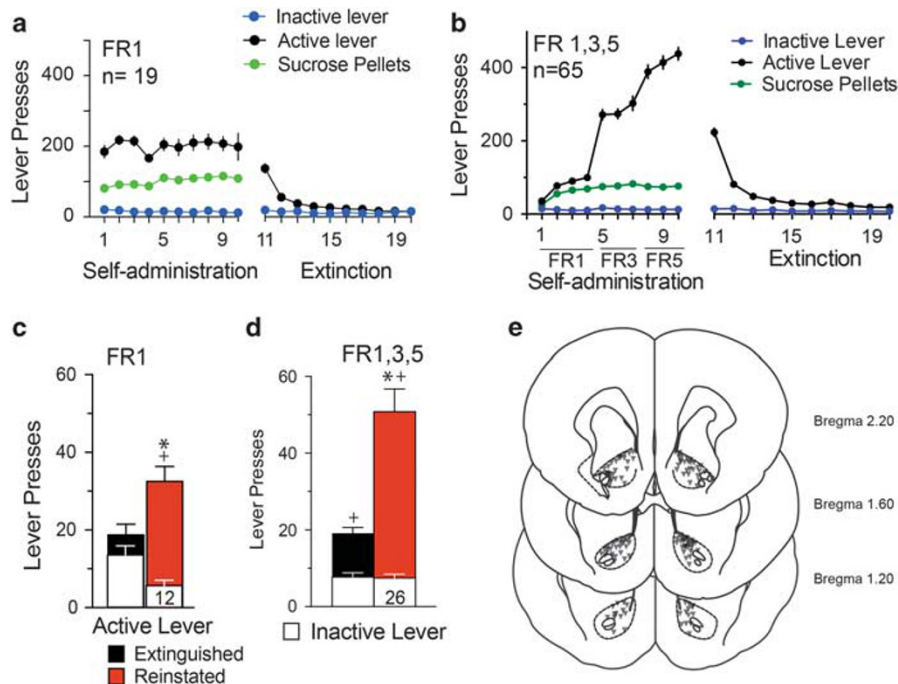 a
FR1
n= 19
Inactive lever
Active lever
Sucrose Pellets
Lever Presses
400
200
0
1 5 9 11 15 19
Self-administration Extinction
b
FR 1,3,5
n=65
Inactive Lever
Active Lever
Sucrose Pellets
Lever Presses
400
200
0
1 5 9 11 15 19
FR1 FR3 FR5
Self-administration
Extinction
c
FR1
Lever Presses
60
40
20
0
*
+
12
Active Lever
Extinguished
Reinstated
d
FR1,3,5
Lever Presses
60
40
20
0
+
*+
26
Inactive Lever
e
Bregma 2.20
Bregma 1.60
Bregma 1.20